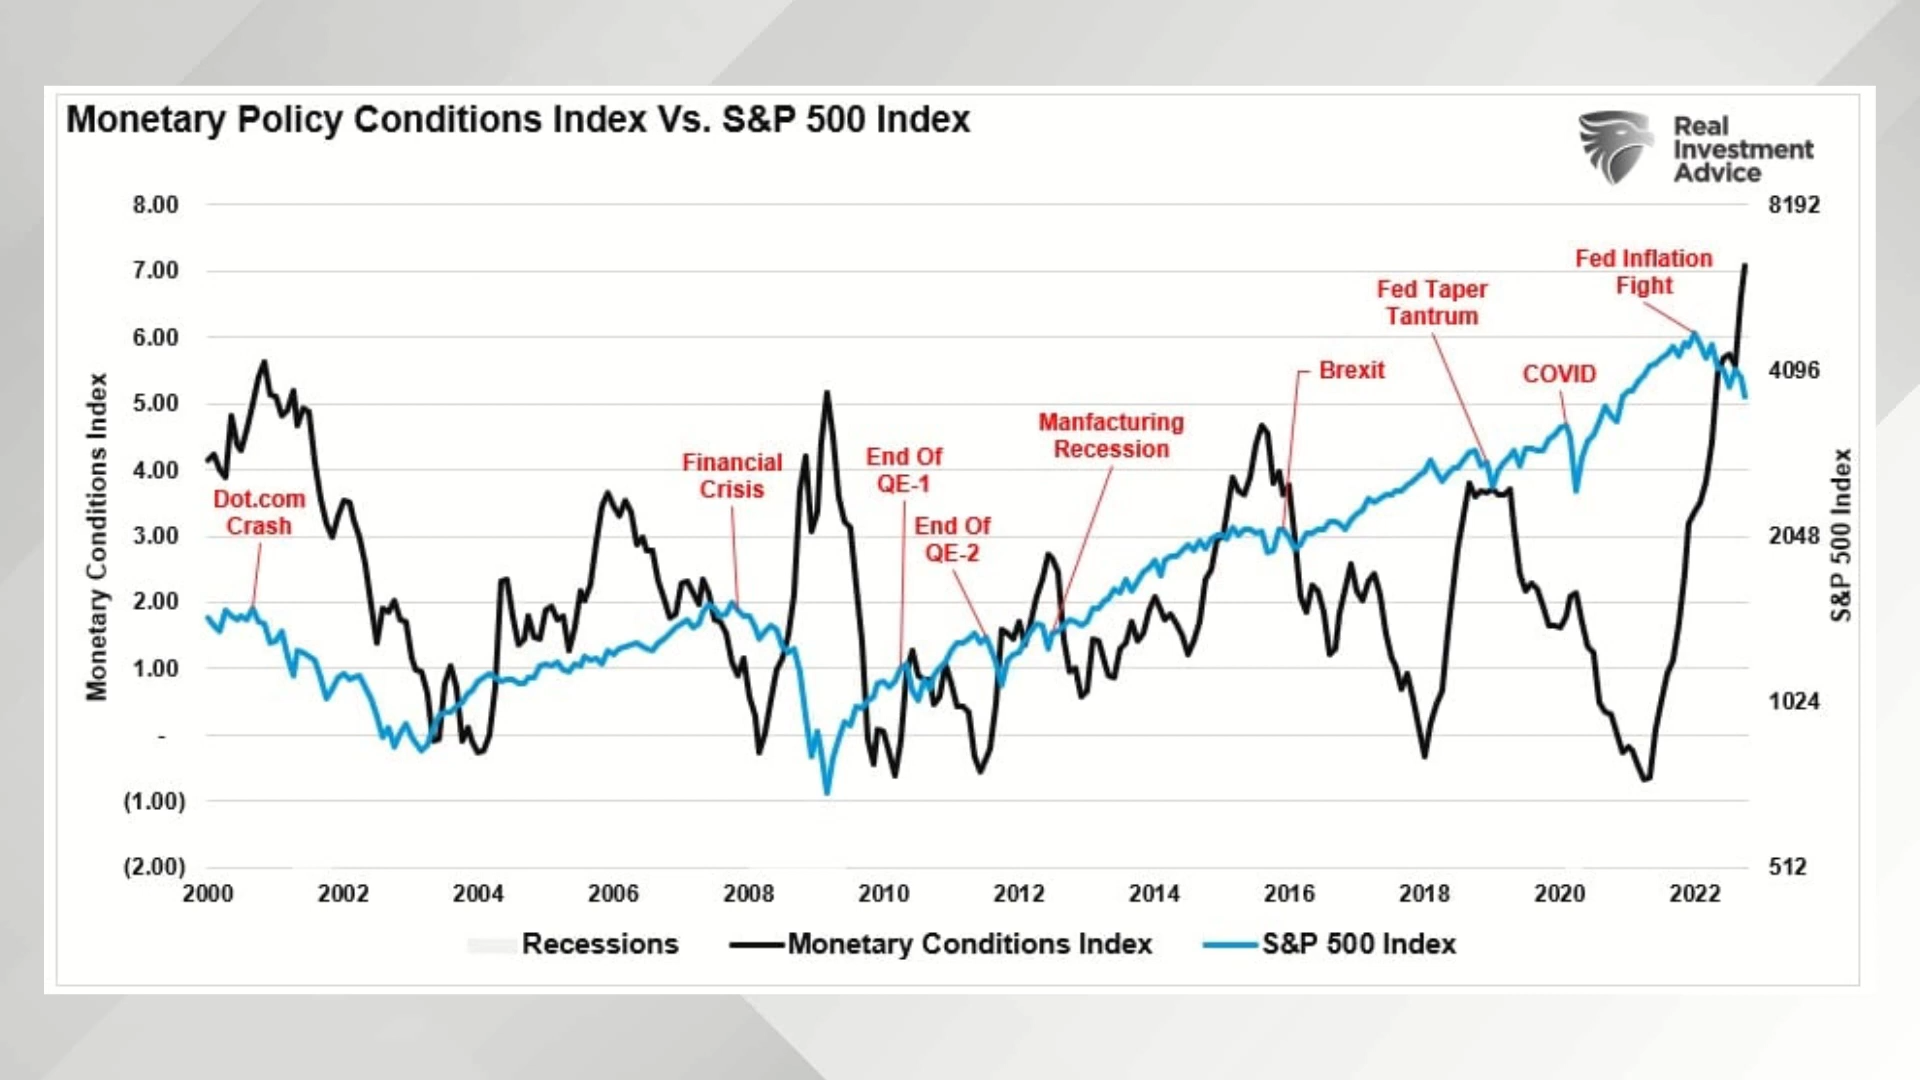 Monetary Policy Conditions Index Vs. S&P 500 Index
Real
Investment
Advice
8.00
7.00
6.00
5.00
4.00
3.00
2.00
1.00
-
(1.00)
(2.00)
Monetary Conditions Index
8192
4096
2048
1024
512
S&P 500 Index
Dot.com
Crash
Financial
Crisis
End Of
QE-1
End Of
QE-2
Manfacturing
Recession
Brexit
Fed Taper
Tantrum
COVID
Fed Inflation
Fight
2000
2002
2004
2006
2008
2010
2012
2014
2016
2018
2020
2022
Recessions
Monetary Conditions Index
S&P 500 Index